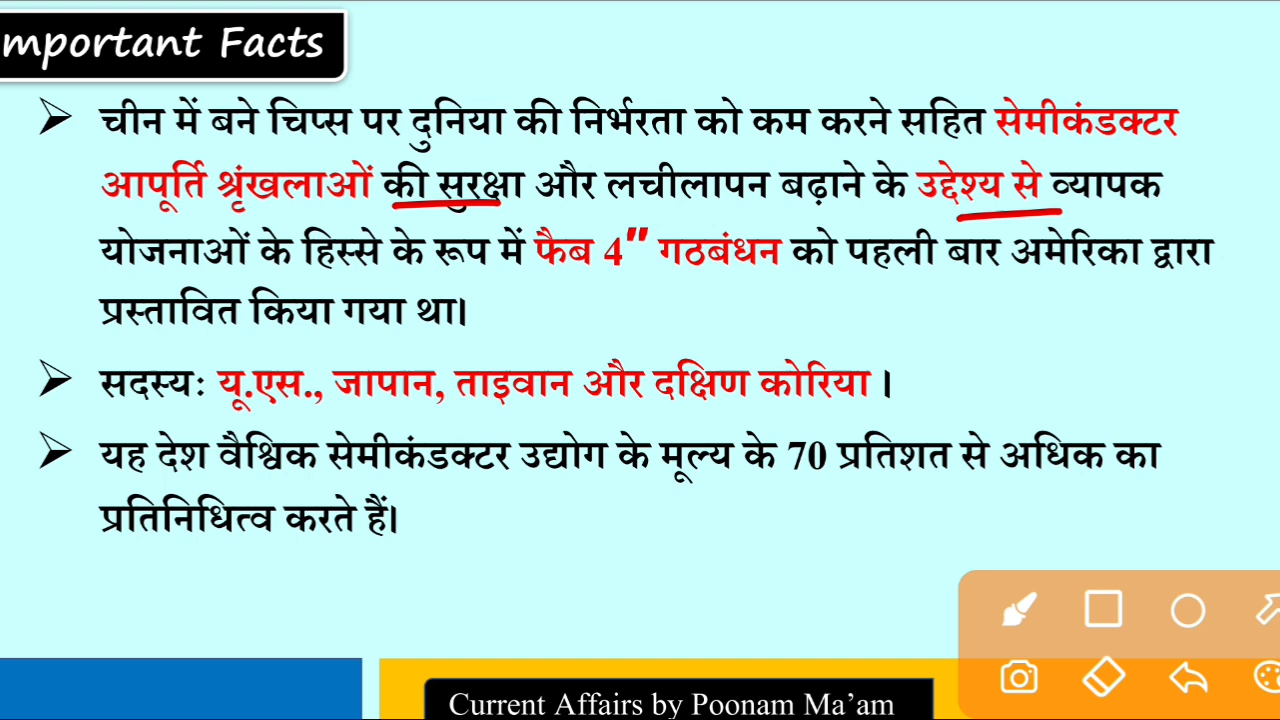 mportant Facts
चीन में बने चिप्स पर दुनिया की निर्भरता को कम करने सहित सेमीकंडक्टर
आपूर्ति श्रृंखलाओं की सुरक्षा और लचीलापन बढ़ाने के उद्देश्य से व्यापक
योजनाओं के हिस्से के रूप में फैब 4" गठबंधन को पहली बार अमेरिका द्वारा
प्रस्तावित किया गया था।
सदस्यः यू.एस., जापान, ताइवान और दक्षिण कोरिया ।
यह देश वैश्विक सेमीकंडक्टर उद्योग के मूल्य के 70 प्रतिशत से अधिक का
प्रतिनिधित्व करते हैं।
Current Affairs by Poonam Ma'am